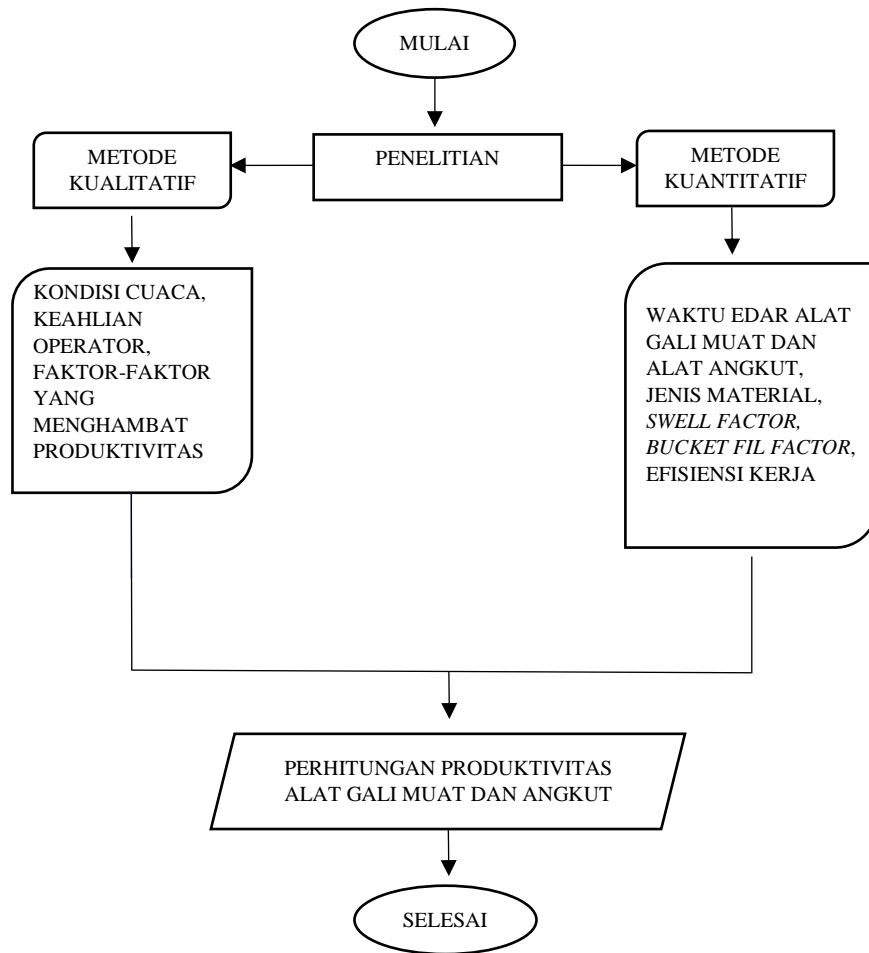 MULAI
PENELITIAN
METODE
KUALITATIF
METODE
KUANTITATIF
KONDISI CUACA,
KEAHLIAN
OPERATOR,
FAKTOR-FAKTOR
YANG
MENGHAMBAT
PRODUKTIVITAS
WAKTU EDAR ALAT
GALI MUAT DAN
ALAT ANGKUT,
JENIS MATERIAL,
SWELL FACTOR,
BUCKET FIL FACTOR,
EFISIENSI KERJA
PERHITUNGAN PRODUKTIVITAS
ALAT GALI MUAT DAN ANGKUT
SELESAI